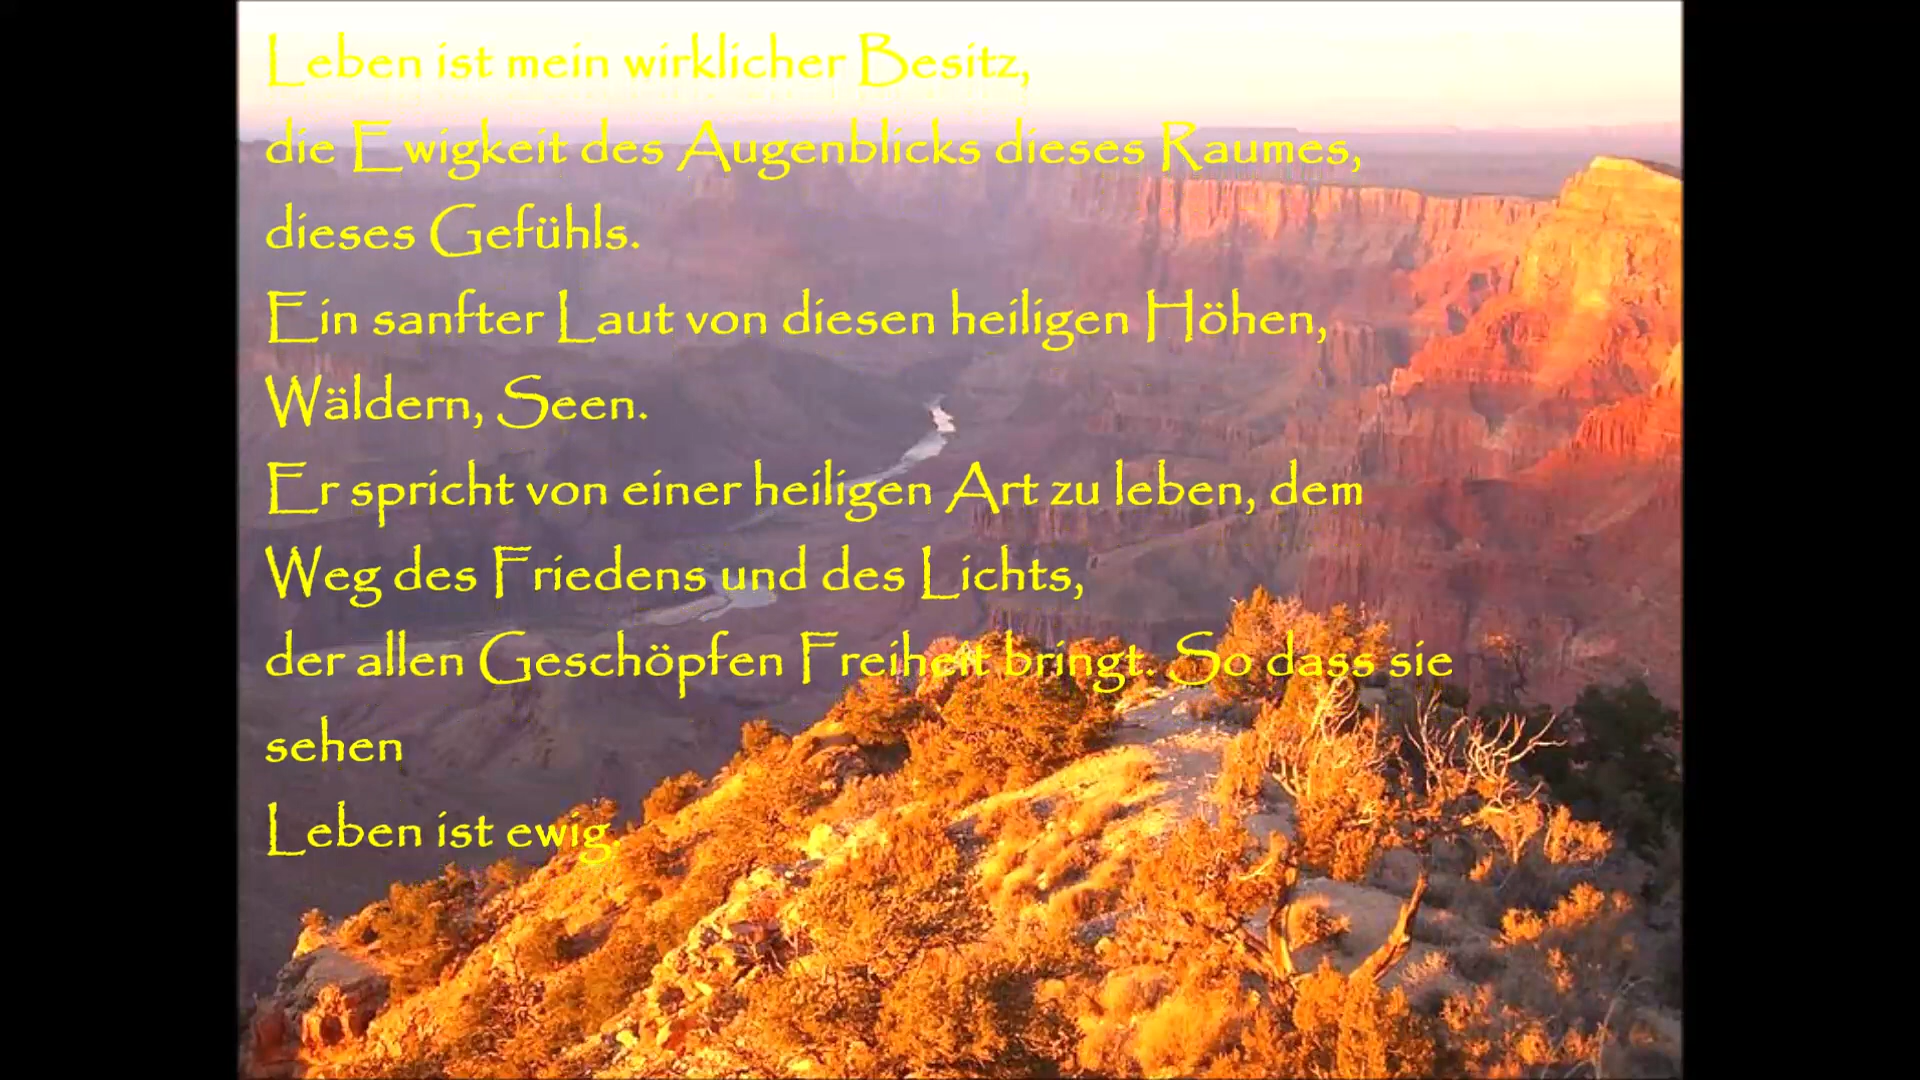 Leben ist mein wirklicher Besitz,
die Ewigkeit des Augenblicks dieses Raumes,
dieses Gefühls.
Ein sanfter Laut von diesen heiligen Höhen,
Wäldern, Seen.
Er spricht von einer heiligen Art zu leben, dem
Weg des Friedens und des Lichts,
der allen Geschöpfen Freiheit bringt. So dass sie
sehen
Leben ist ewig.